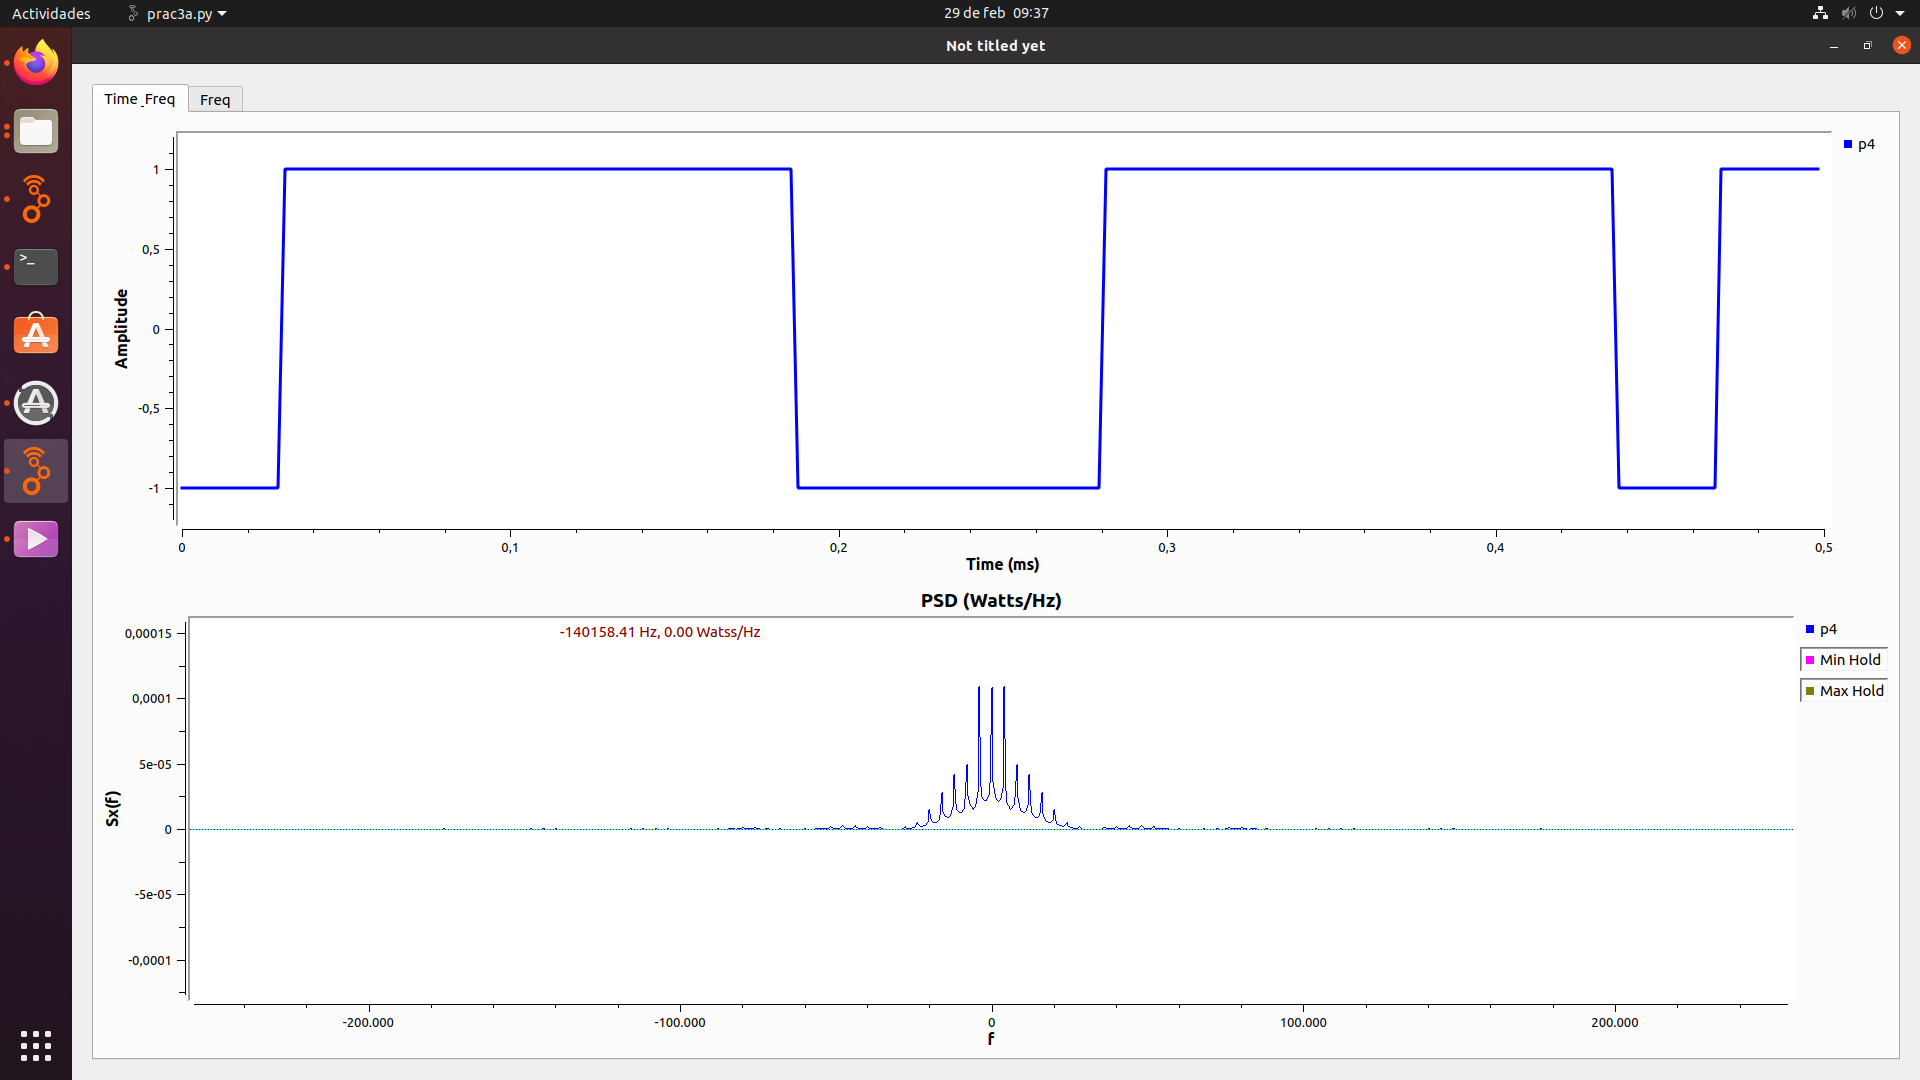 Actividades
prac3a.py
29 de feb 09:37
Not titled yet
Time_Freq
Freq
p4
1
0,5
0
-0,5
-1
Amplitude
0
0,1
0,2
0,3
0,4
0,5
Time (ms)
PSD (Watts/Hz)
-140158.41 Hz, 0.00 Watss/Hz
p4
Min Hold
Max Hold
0,00015
0,0001
5e-05
0
-5e-05
-0,0001
Sx(f)
-200.000
-100.000
0
100.000
200.000
f